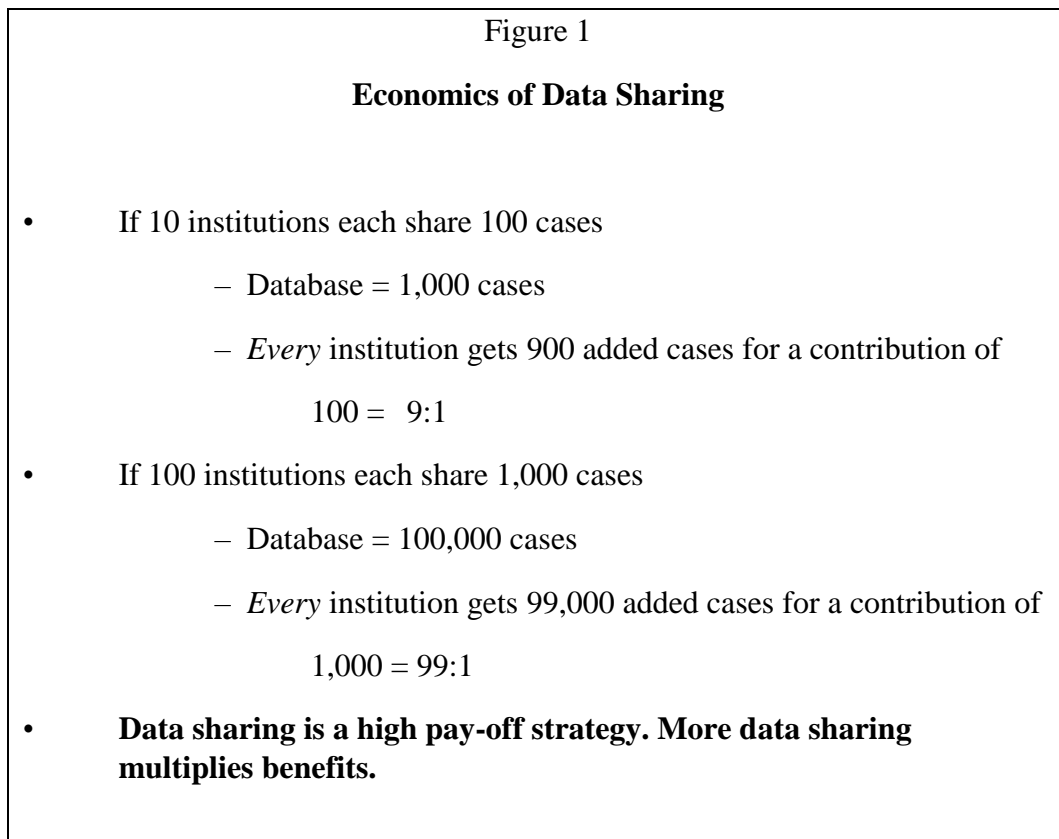 Figure 1
Economics of Data Sharing
• If 10 institutions each share 100 cases
– Database = 1,000 cases
– Every institution gets 900 added cases for a contribution of
100 = 9:1
• If 100 institutions each share 1,000 cases
– Database = 100,000 cases
– Every institution gets 99,000 added cases for a contribution of
1,000 = 99:1
• Data sharing is a high pay-off strategy. More data sharing
multiplies benefits.